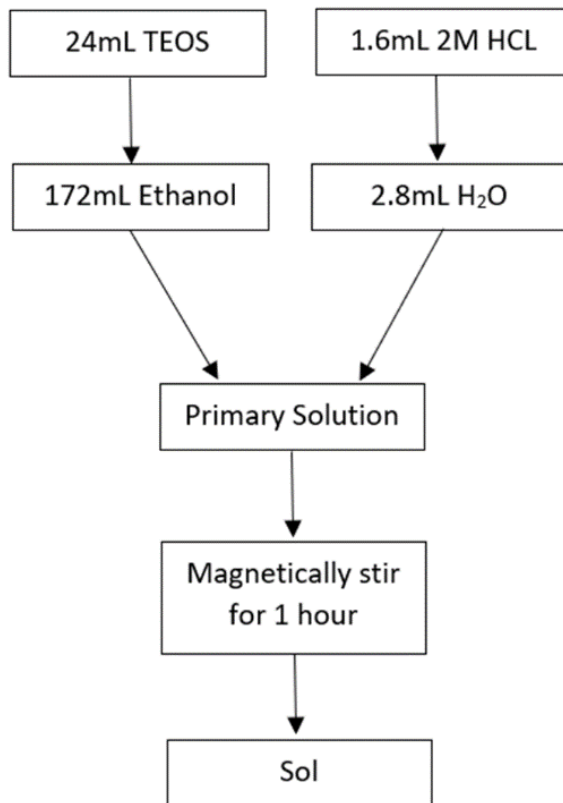 24mL TEOS
1.6mL 2M HCL
172mL Ethanol
2.8mL H₂O
Primary Solution
Magnetically stir
for 1 hour
Sol